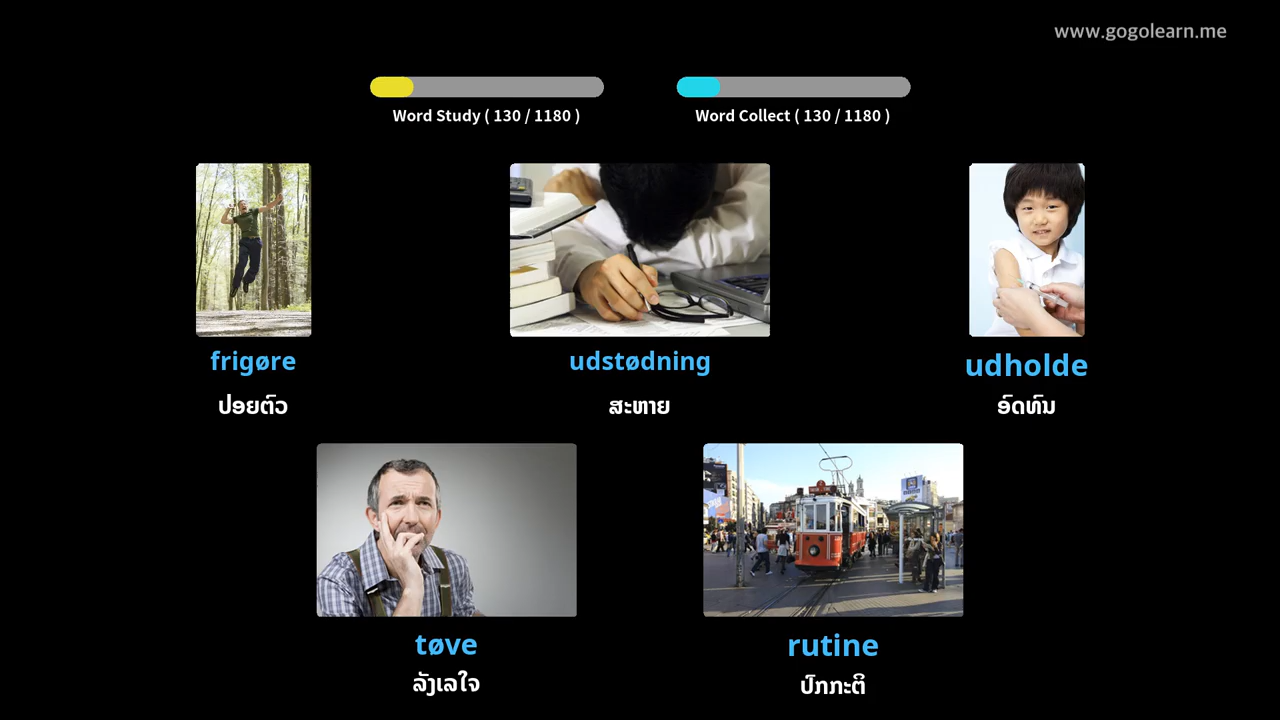 www.gogolearn.me
Word Study ( 130 / 1180 )
Word Collect ( 130 / 1180 )
frigøre
udstødning
udholde
ປອຍຕົວ
ສະຫາຍ
ອົດທົນ
tøve
rutine
ລັງເລໃຈ
ປົກກະຕິ